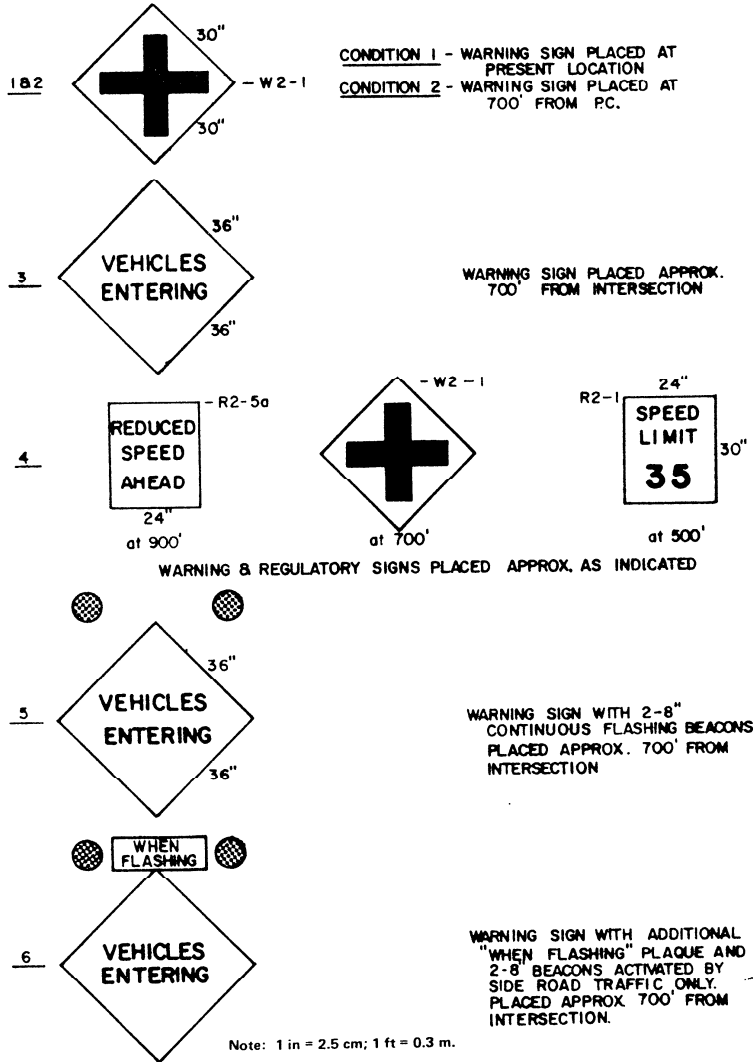 1&2
30"
30"
- W2-1
CONDITION 1 - WARNING SIGN PLACED AT
PRESENT LOCATION
CONDITION 2 - WARNING SIGN PLACED AT
700' FROM P.C.
3
36"
VEHICLES
ENTERING
36"
WARNING SIGN PLACED APPROX.
700' FROM INTERSECTION
4
- R2-5a
REDUCED
SPEED
AHEAD
24"
at 900'
- W2-1
at 700'
R2-1
24"
SPEED
LIMIT
35
30"
at 500'
WARNING & REGULATORY SIGNS PLACED APPROX. AS INDICATED
5
36"
VEHICLES
ENTERING
36"
WARNING SIGN WITH 2-8"
CONTINUOUS FLASHING BEACONS
PLACED APPROX. 700' FROM
INTERSECTION
6
WHEN
FLASHING
VEHICLES
ENTERING
WARNING SIGN WITH ADDITIONAL
"WHEN FLASHING" PLAQUE AND
2-8" BEACONS ACTIVATED BY
SIDE ROAD TRAFFIC ONLY.
PLACED APPROX. 700' FROM
INTERSECTION.
Note: 1 in = 2.5 cm; 1 ft = 0.3 m.